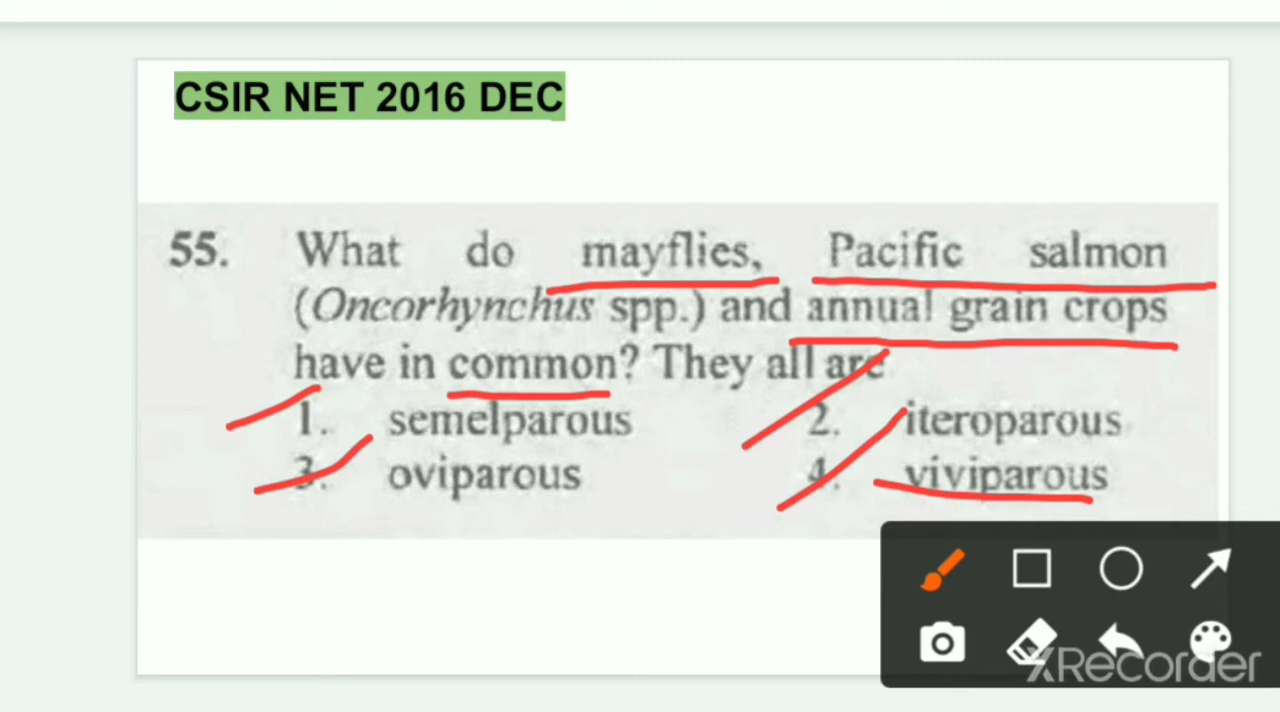 CSIR NET 2016 DEC
55. What do mayflies, Pacific salmon
(Oncorhynchus spp.) and annual grain crops
have in common? They all are
1. semelparous 2. iteroparous
3. oviparous 4. viviparous
XRecorder